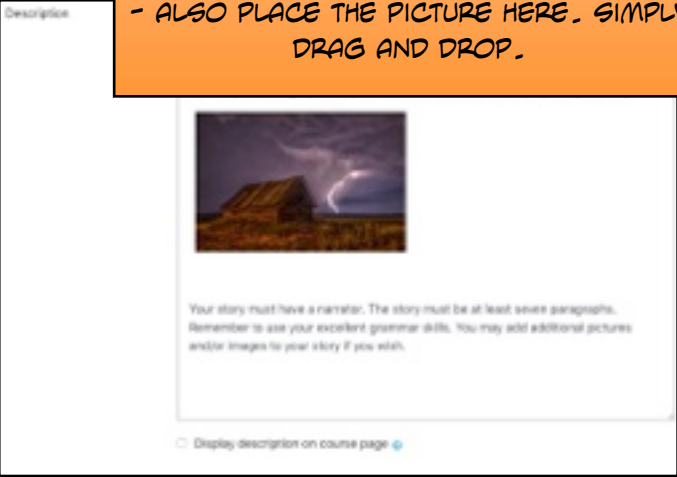 Description
- ALSO PLACE THE PICTURE HERE. SIMPLY
DRAG AND DROP.
Your story must have a narrator. The story must be at least seven paragraphs.
Remember to use your excellent grammar skills. You may add additional pictures
and/or images to your story if you wish.
Display description on course page